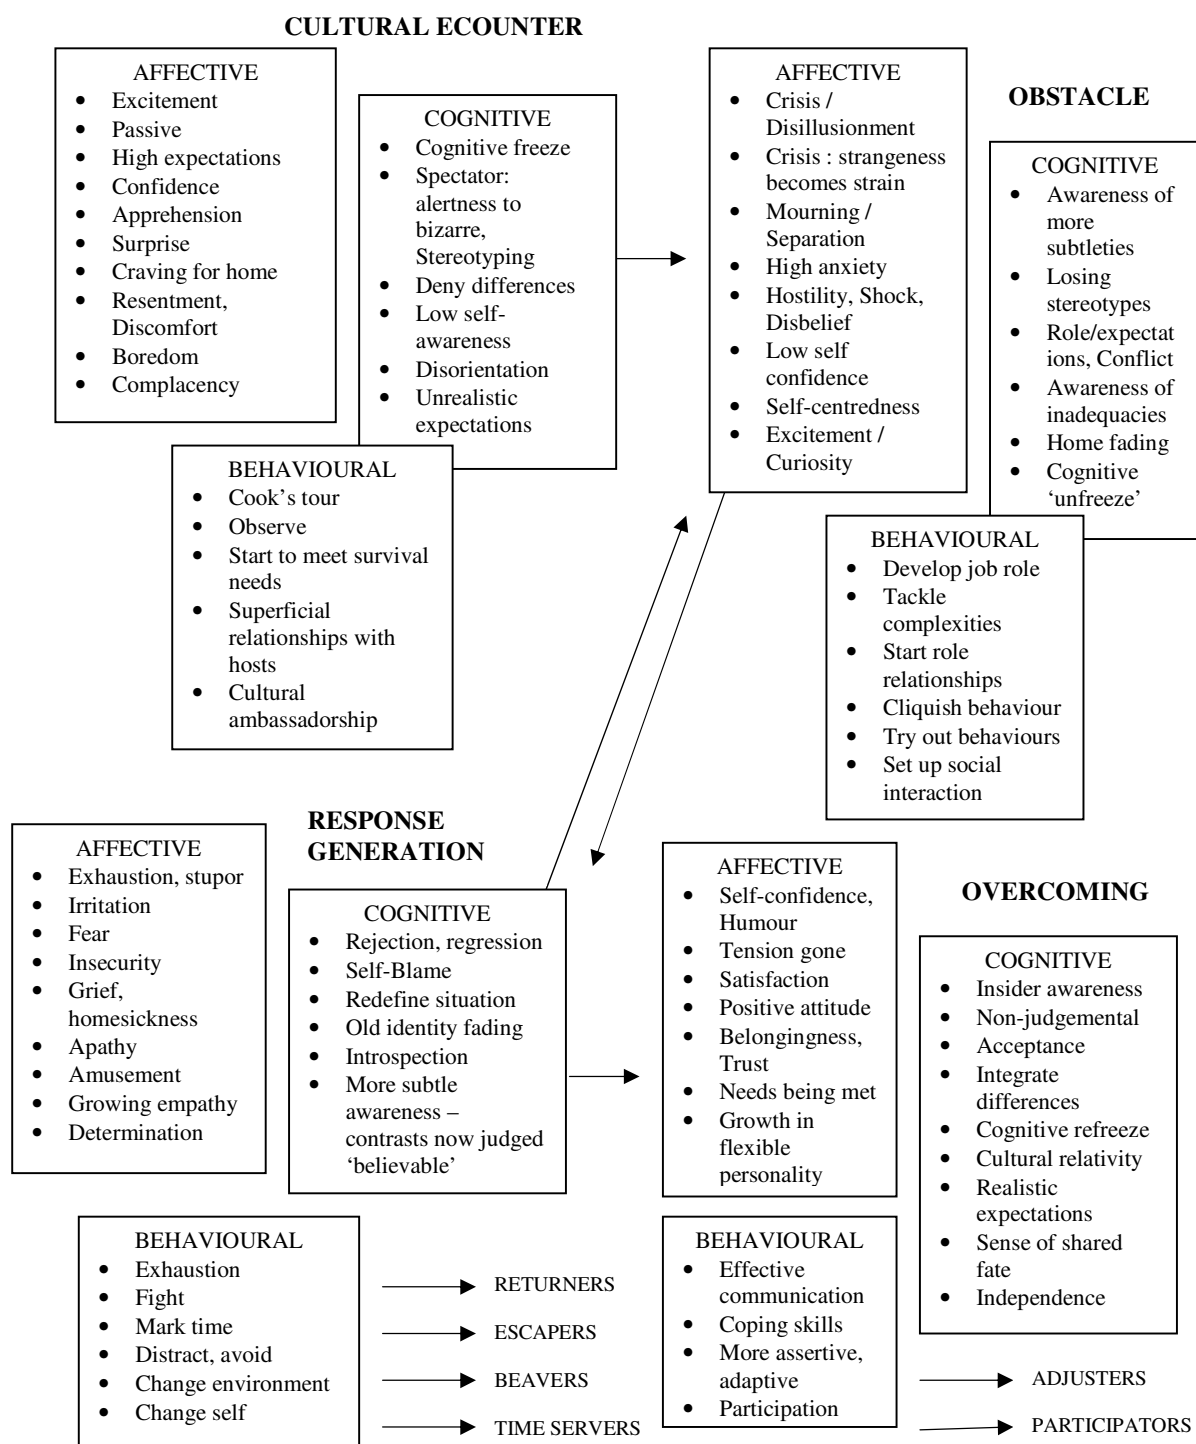 CULTURAL ECOUNTER
AFFECTIVE
• Excitement
• Passive
• High expectations
• Confidence
• Apprehension
• Surprise
• Craving for home
• Resentment,
Discomfort
• Boredom
• Complacency
COGNITIVE
• Cognitive freeze
• Spectator:
alertness to
bizarre,
Stereotyping
• Deny differences
• Low self-
awareness
• Disorientation
• Unrealistic
expectations
BEHAVIOURAL
• Cook's tour
• Observe
• Start to meet survival
needs
• Superficial
relationships with
hosts
• Cultural
ambassadorship
OBSTACLE
AFFECTIVE
• Crisis /
Disillusionment
• Crisis : strangeness
becomes strain
• Mourning /
Separation
• High anxiety
• Hostility, Shock,
Disbelief
• Low self
confidence
• Self-centredness
• Excitement /
Curiosity
COGNITIVE
• Awareness of
more
subtleties
• Losing
stereotypes
• Role/expectat
ions, Conflict
• Awareness of
inadequacies
• Home fading
• Cognitive
‘unfreeze’
BEHAVIOURAL
• Develop job role
• Tackle
complexities
• Start role
relationships
• Cliquish behaviour
• Try out behaviours
• Set up social
interaction
RESPONSE
GENERATION
AFFECTIVE
• Exhaustion, stupor
• Irritation
• Fear
• Insecurity
• Grief,
homesickness
• Apathy
• Amusement
• Growing empathy
• Determination
COGNITIVE
• Rejection, regression
• Self-Blame
• Redefine situation
• Old identity fading
• Introspection
• More subtle
awareness –
contrasts now judged
‘believable’
BEHAVIOURAL
• Exhaustion
• Fight
• Mark time
• Distract, avoid
• Change environment
• Change self
RETURNERS
ESCAPERS
BEAVERS
TIME SERVERS
OVERCOMING
AFFECTIVE
• Self-confidence,
Humour
• Tension gone
• Satisfaction
• Positive attitude
• Belongingness,
Trust
• Needs being met
• Growth in
flexible
personality
COGNITIVE
• Insider awareness
• Non-judgemental
• Acceptance
• Integrate
differences
• Cognitive refreeze
• Cultural relativity
• Realistic
expectations
• Sense of shared
fate
• Independence
BEHAVIOURAL
• Effective
communication
• Coping skills
• More assertive,
adaptive
• Participation
ADJUSTERS
PARTICIPATORS